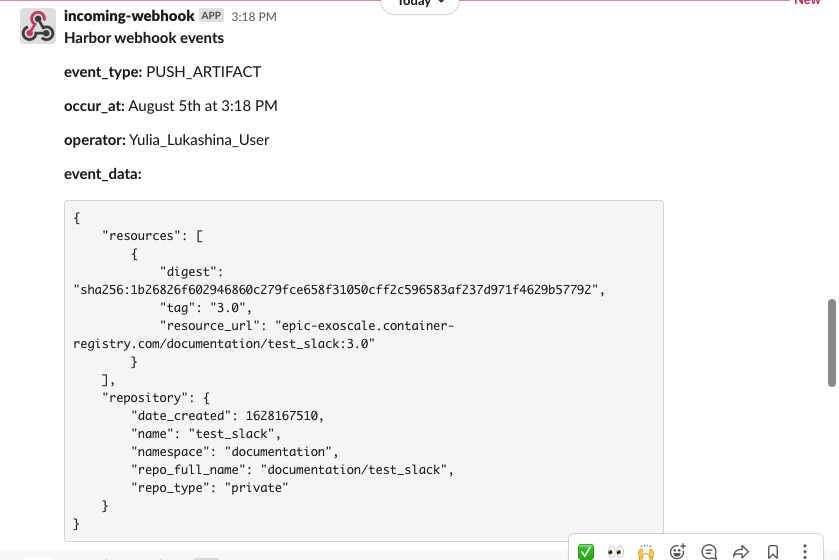 Today
New
incoming-webhook APP 3:18 PM
Harbor webhook events
event_type: PUSH_ARTIFACT
occur_at: August 5th at 3:18 PM
operator: Yulia_Lukashina_User
event_data:
{
"resources": [
{
"digest":
"sha256:1b26826f602946860c279fce658f31050cff2c596583af237d971f4629b57792",
"tag": "3.0",
"resource_url": "epic-exoscale.container-
registry.com/documentation/test_slack:3.0"
}
],
"repository": {
"date_created": 1628167510,
"name": "test_slack",
"namespace": "documentation",
"repo_full_name": "documentation/test_slack",
"repo_type": "private"
}
}